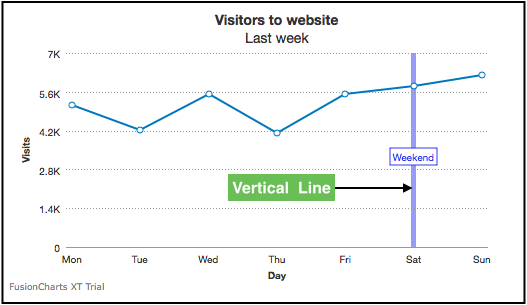 Visitors to website
Last week
7K
5.6K
4.2K
2.8K
1.4K
0
Visits
Weekend
Vertical Line
Mon Tue Wed Thu Fri Sat Sun
Day
FusionCharts XT Trial